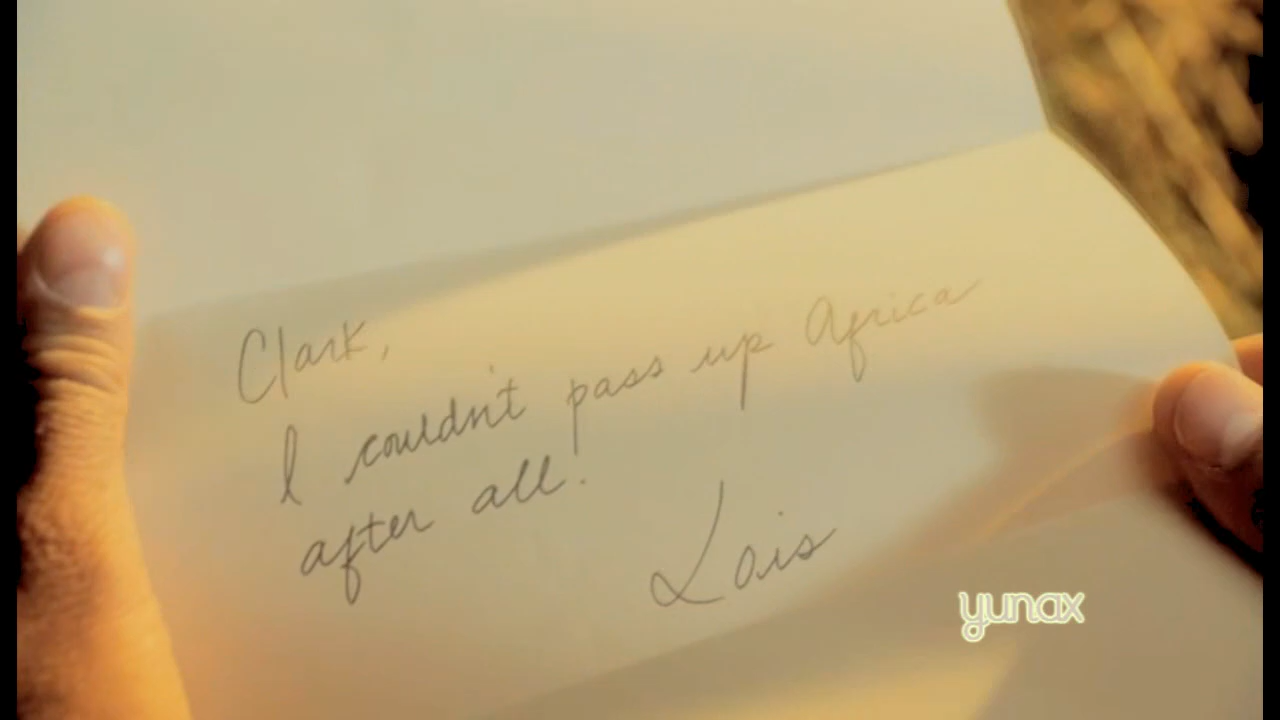 Clark,
I couldn't pass up Africa
after all.
Lois
yunax